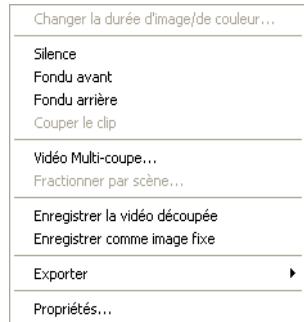 Changer la durée d'image/de couleur...
Silence
Fondu avant
Fondu arrière
Couper le clip
Vidéo Multi-coupe...
Fractionner par scène...
Enregistrer la vidéo découpée
Enregistrer comme image fixe
Exporter
Propriétés...